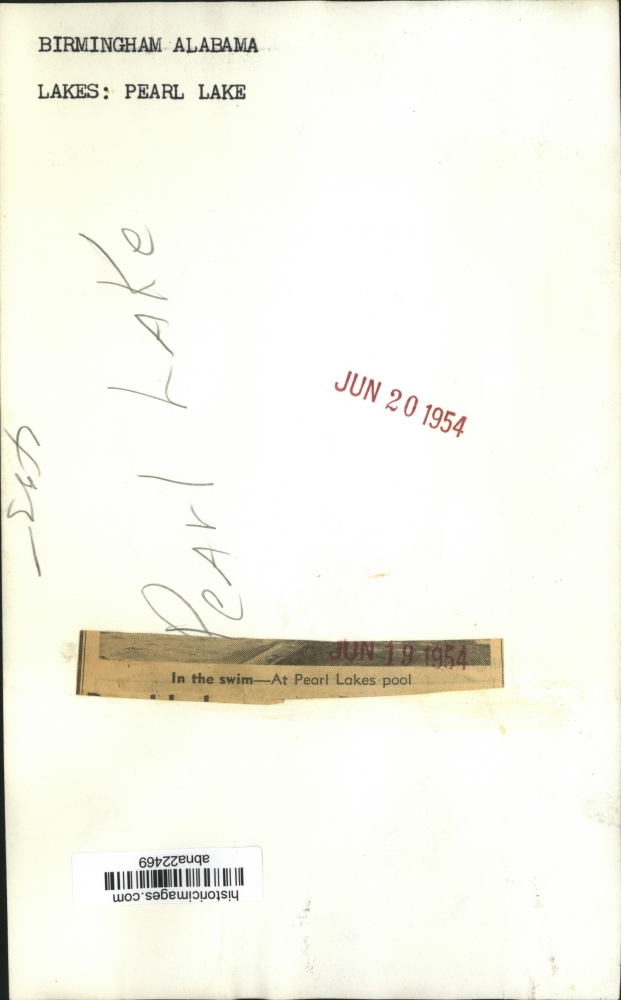 BIRMINGHAM ALABAMA
LAKES: PEARL LAKE
Pearl Lake
JUN 20 1954
JUN 19 1954
In the swim—At Pearl Lakes pool
abna22469
historicimages.com